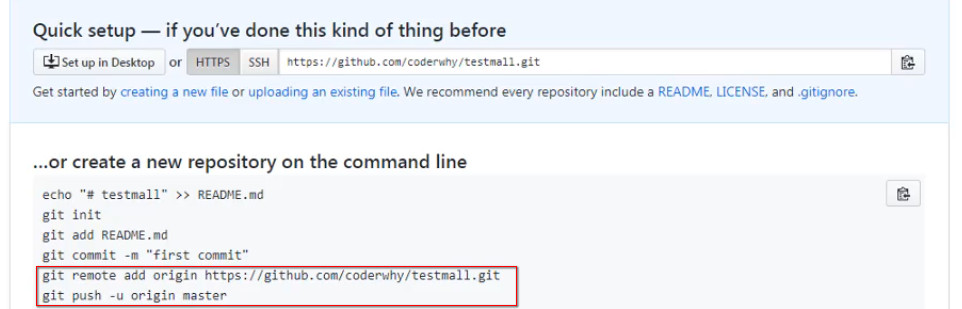 Quick setup — if you’ve done this kind of thing before
Set up in Desktop or HTTPS SSH https://github.com/coderwhy/testmall.git
Get started by creating a new file or uploading an existing file. We recommend every repository include a README, LICENSE, and .gitignore.
...or create a new repository on the command line
echo "# testmall" >> README.md
git init
git add README.md
git commit -m "first commit"
git remote add origin https://github.com/coderwhy/testmall.git
git push -u origin master